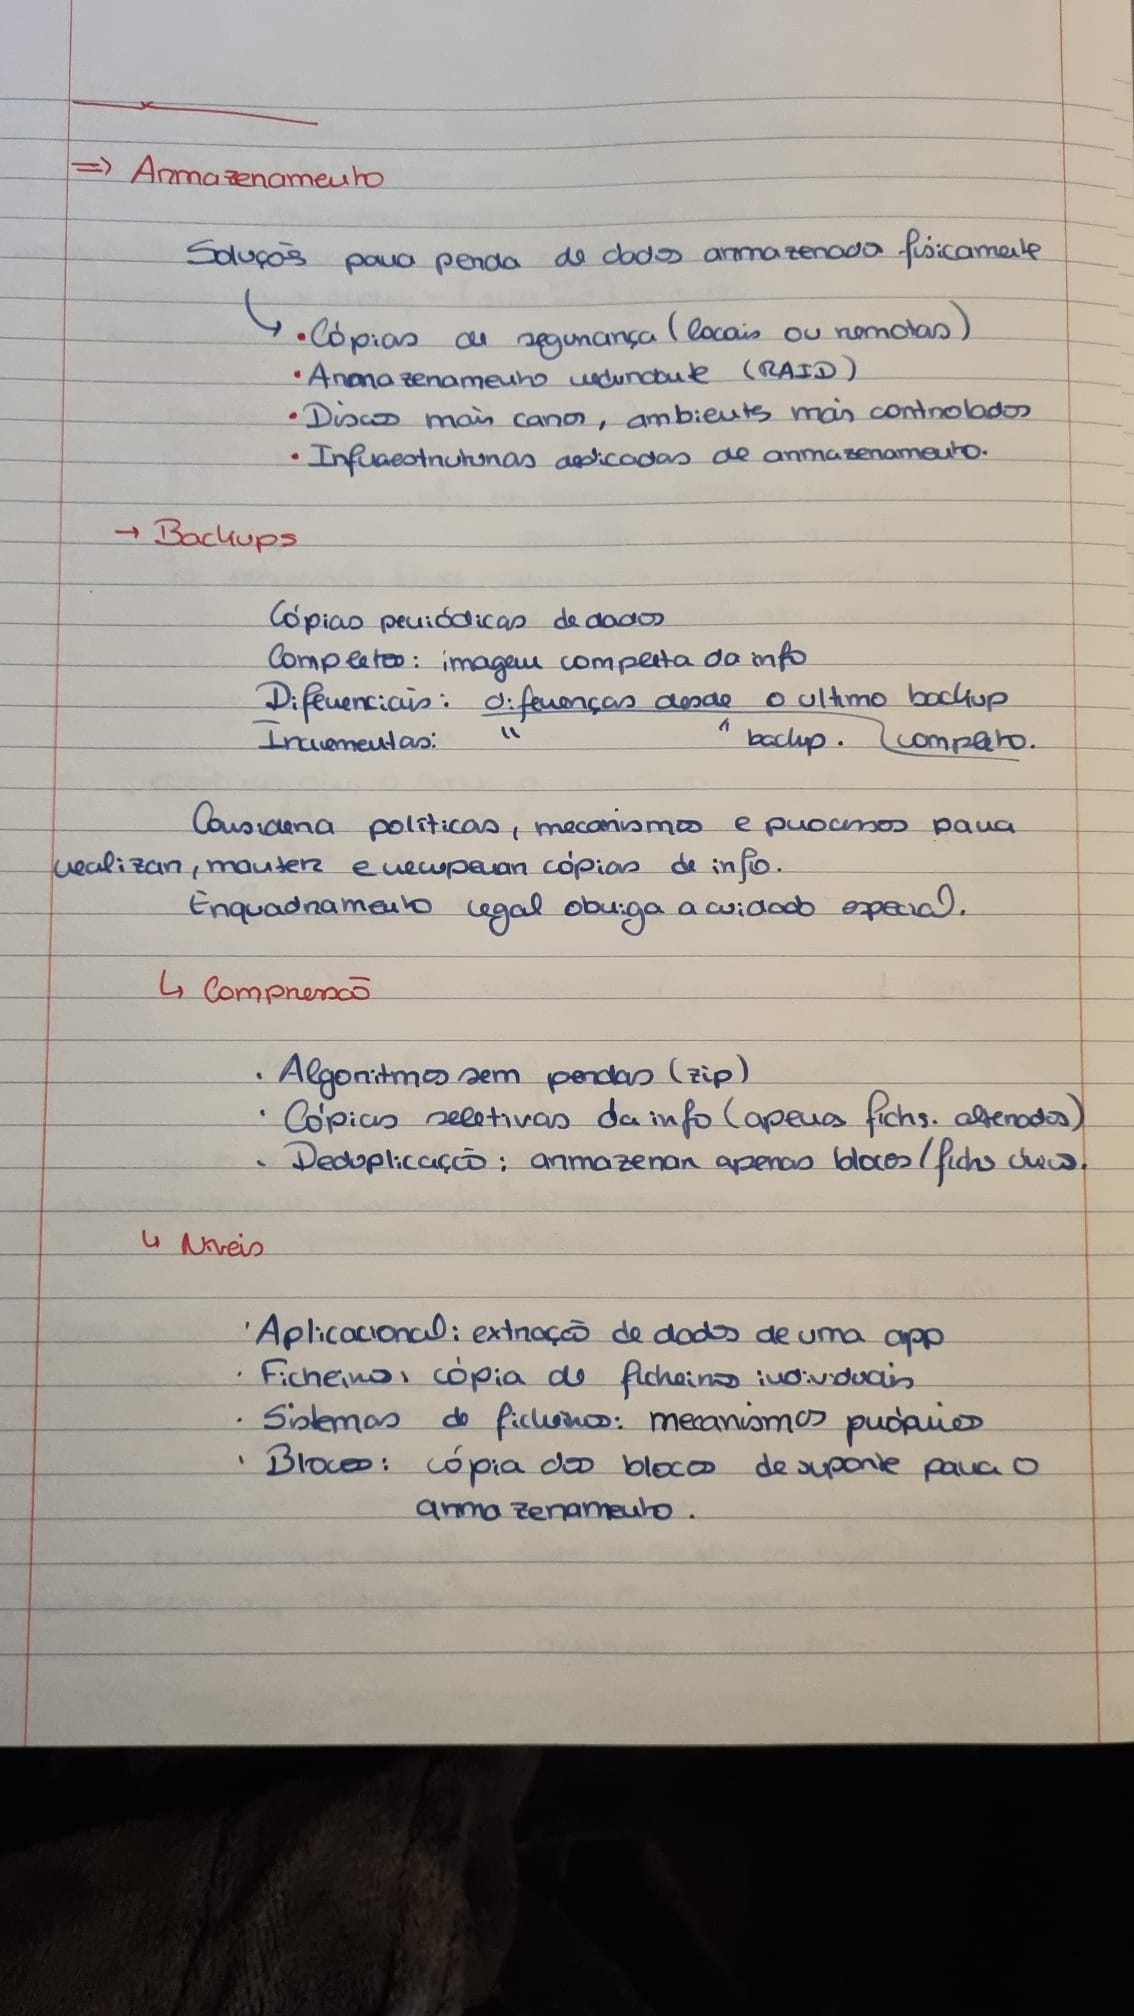 => Armazenamento
Soluçõs para perda de dados armazenado fisicamente
↳ • Cópias de segurança (locais ou remotas)
• Armazenamento redundante (RAID)
• Discos mais caros, ambientes mais controlados
• Infraestruturas dedicadas de armazenamento.
→ Backups
Cópias periódicas de dados
Completos: imagem completa da info
Diferenciais: diferenças desde o ultimo backup
Incrementais: " ^ backup. completo.
Considera políticas, mecanismos e processos para
realizar, manter e recuperar cópias de info.
Enquadramento legal obriga a cuidado especial.
↳ Compressão
• Algoritmos sem perdas (zip)
• Cópias seletivas da info (apenas fichs. alterados)
• Deduplicação: armazenar apenas blocos/fichs únicos.
↳ Níveis
• Aplicacional: extração de dados de uma app
• Ficheiros: cópia de ficheiros individuais
• Sistemas de ficheiros: mecanismos próprios
• Blocos: cópia dos blocos de suporte para o
armazenamento.